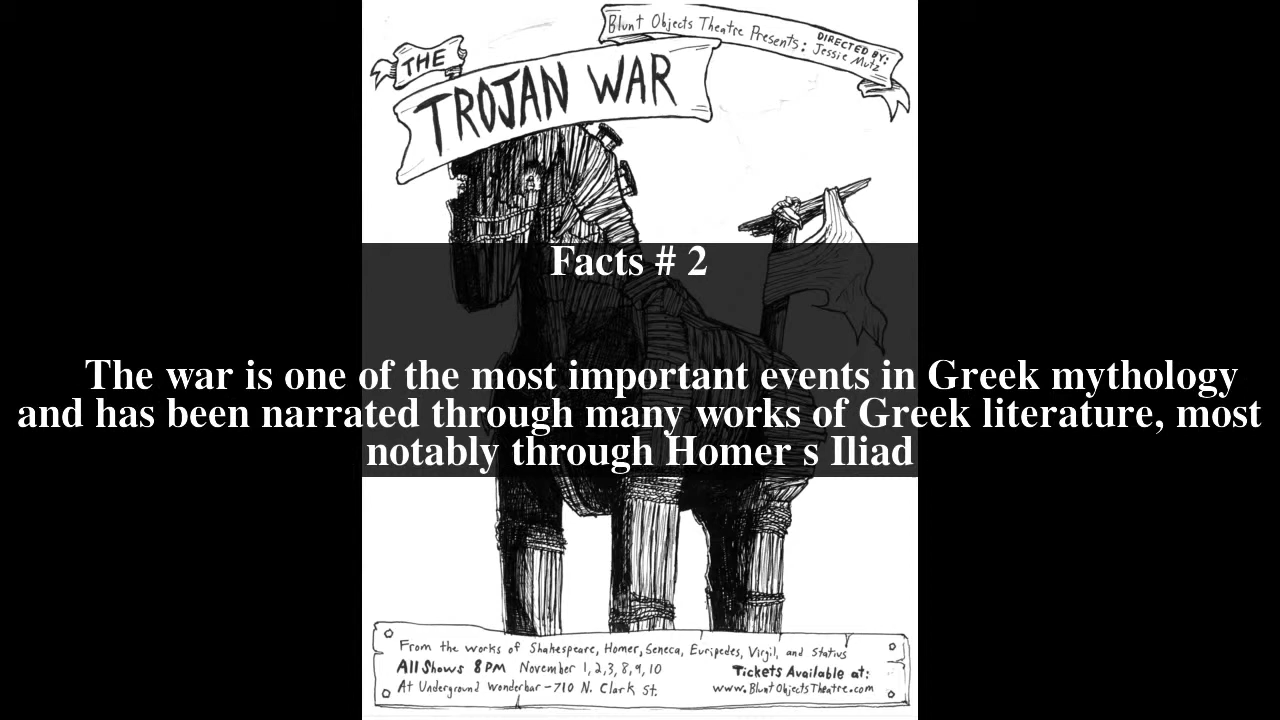 Blunt Objects Theatre Presents:
DIRECTED BY:
Jessie Mutz
THE
TROJAN WAR
Facts # 2
The war is one of the most important events in Greek mythology
and has been narrated through many works of Greek literature, most
notably through Homer s Iliad
From the works of Shakespeare, Homer, Seneca, Euripedes, Virgil, and Statius
All Shows 8PM November 1,2,3,8,9,10
Tickets Available at:
At Underground Wonderbar - 710 N. Clark St.
www.BluntObjectsTheatre.com